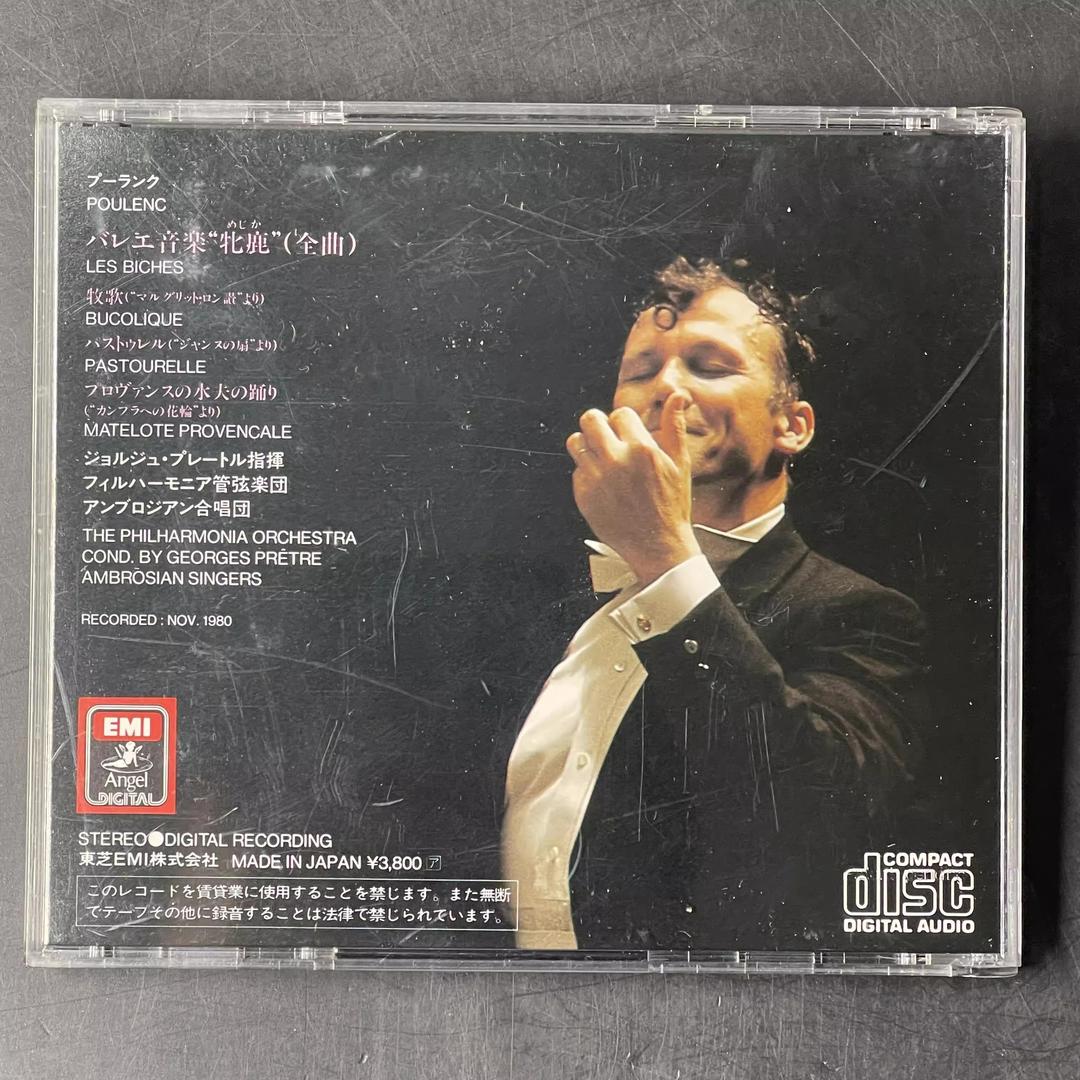 プーランク
POULENC
めじか
バレエ音楽“牝鹿”(全曲)
LES BICHES
牧歌(“マルグリット・ロン讃”より)
BUCOLIQUE
パストゥレル(“ジャンヌの扇”より)
PASTOURELLE
プロヴァンスの水夫の踊り
(“カンプラへの花輪”より)
MATELOTE PROVENÇALE
ジョルジュ・プレートル指揮
フィルハーモニア管弦楽団
アンブロジアン合唱団
THE PHILHARMONIA ORCHESTRA
COND. BY GEORGES PRÊTRE
AMBROSIAN SINGERS
RECORDED : NOV. 1980
EMI
Angel
DIGITAL
STEREO●DIGITAL RECORDING
東芝EMI株式会社 MADE IN JAPAN ¥3,800 ア
このレコードを賃貸業に使用することを禁じます。また無断
でテープその他に録音することは法律で禁じられています。
COMPACT
disc
DIGITAL AUDIO